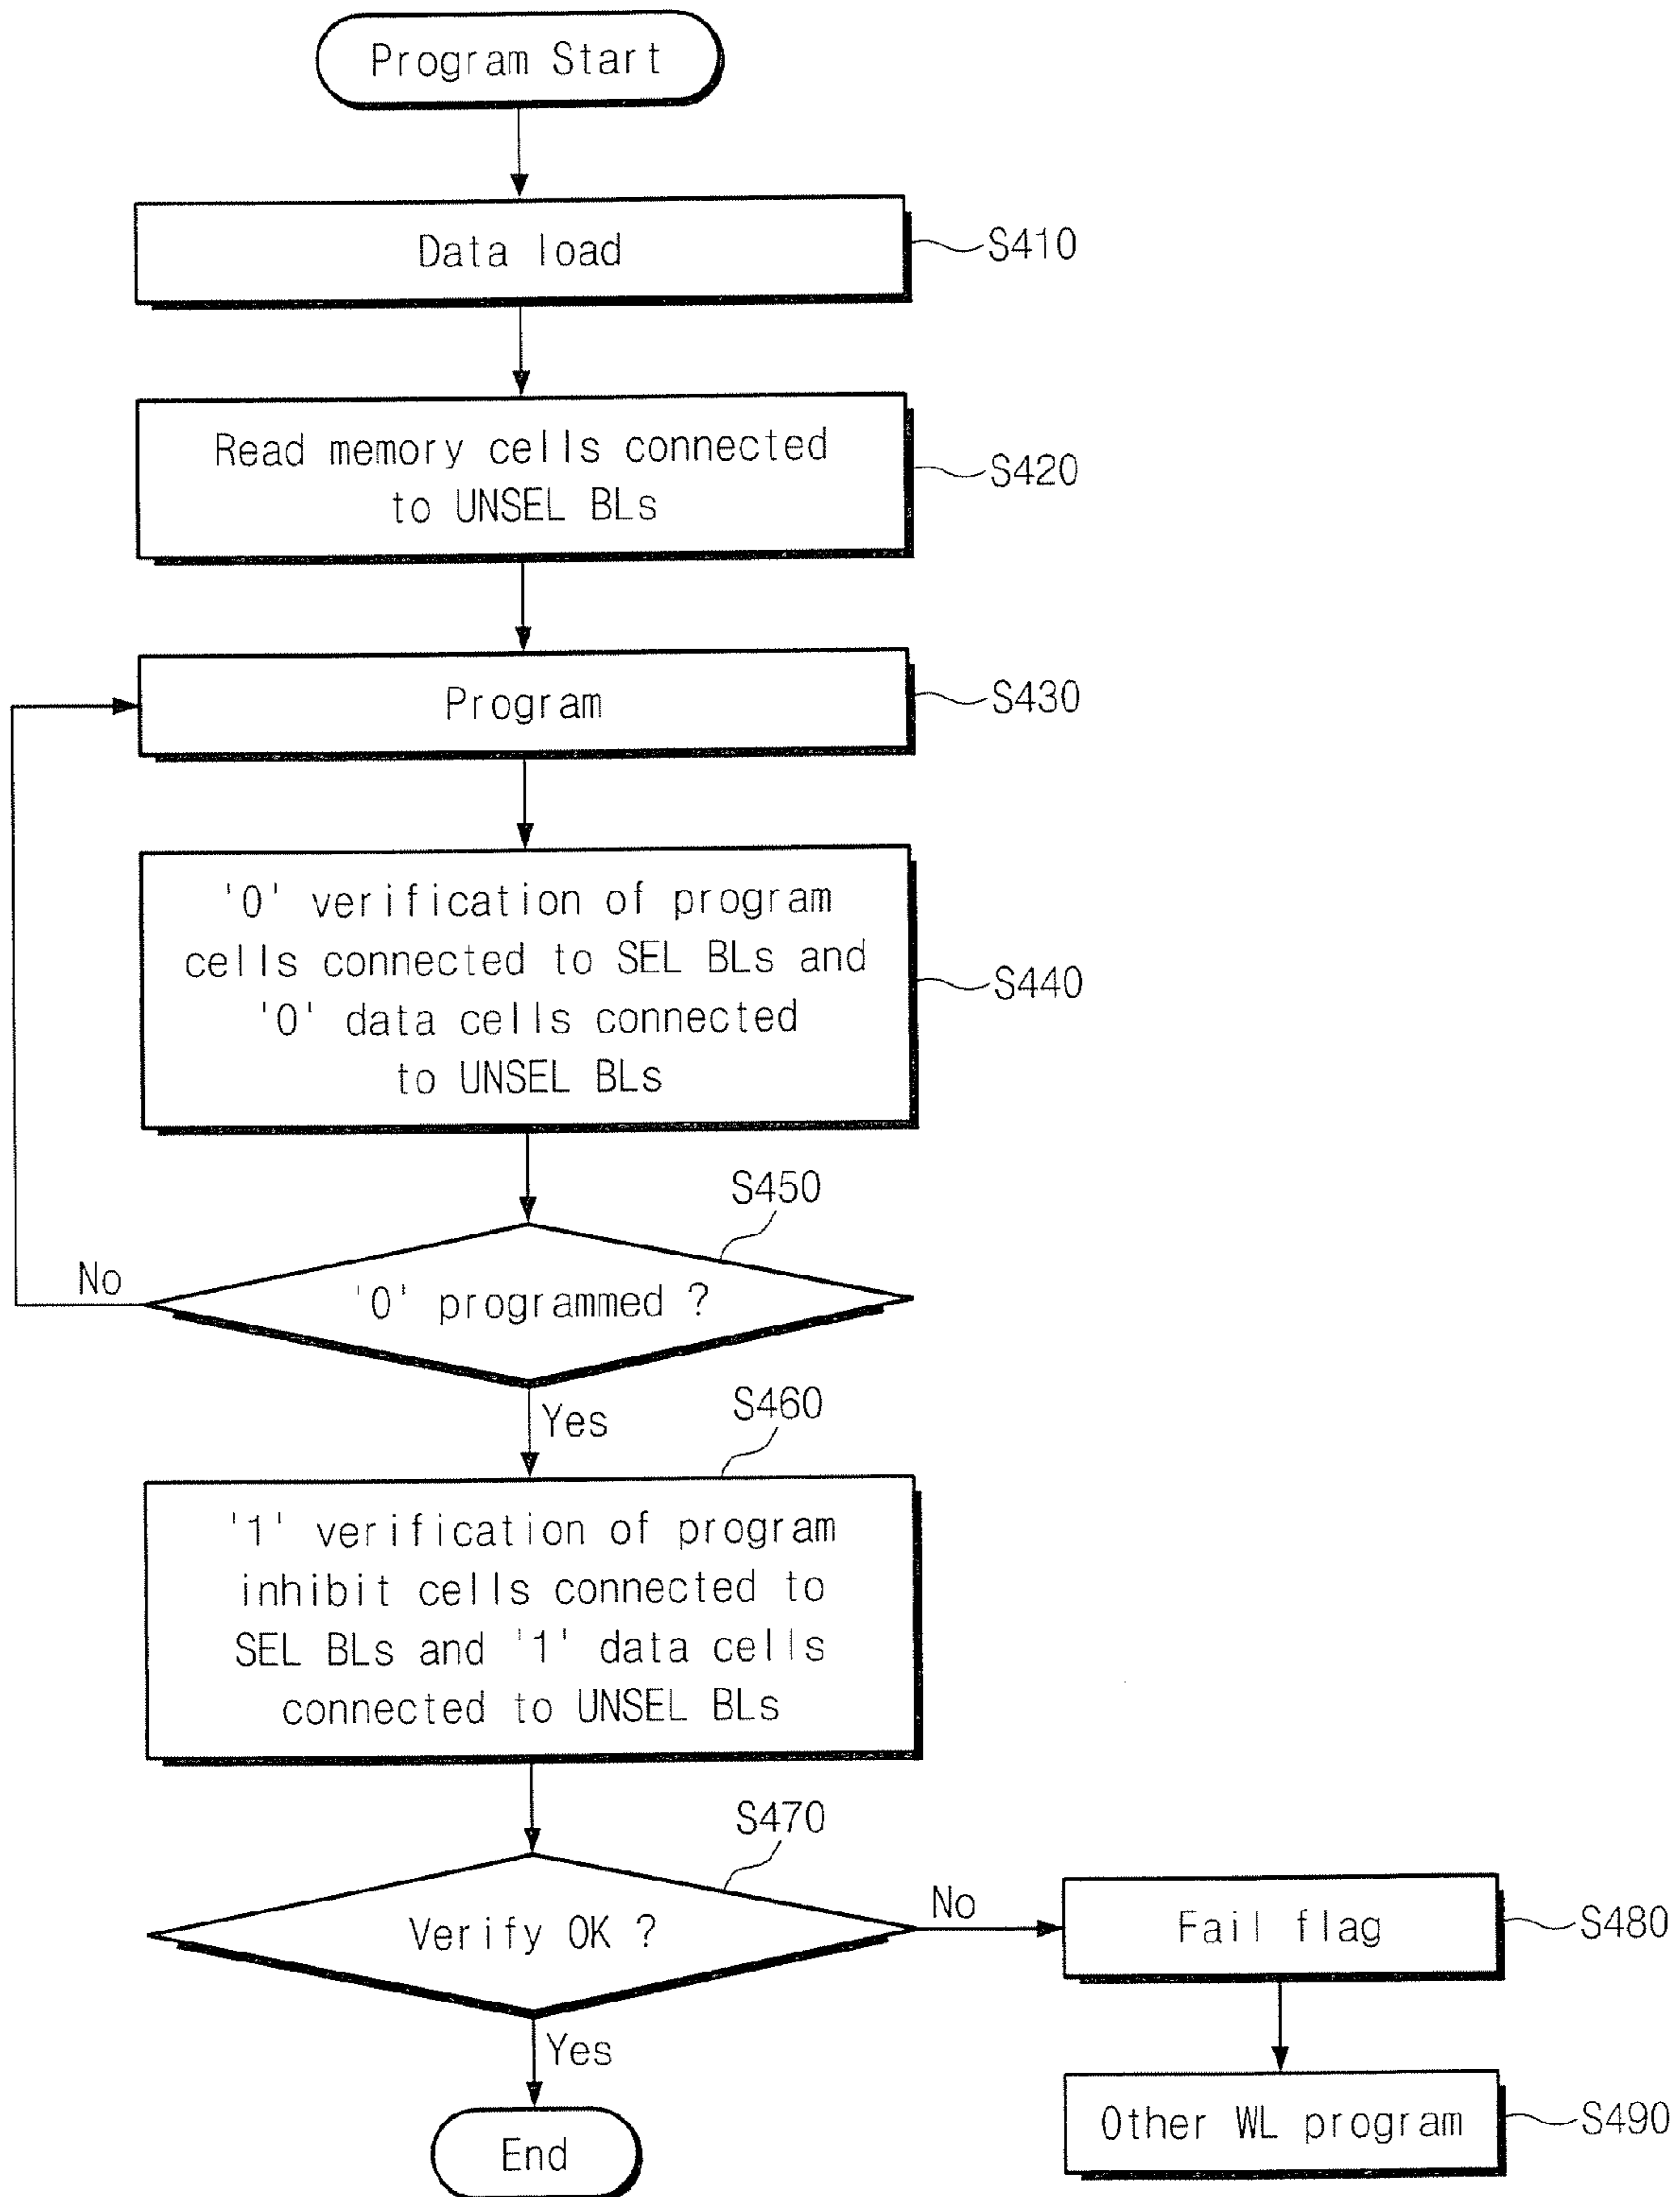 Program Start
Data load
S410
Read memory cells connected
to UNSEL BLs
S420
Program
S430
'0' verification of program
cells connected to SEL BLs and
'0' data cells connected
to UNSEL BLs
S440
S450
No
'0' programmed ?
Yes
S460
'1' verification of program
inhibit cells connected to
SEL BLs and '1' data cells
connected to UNSEL BLs
S470
Verify OK ?
No
Fail flag
S480
Yes
Other WL program
S490
End